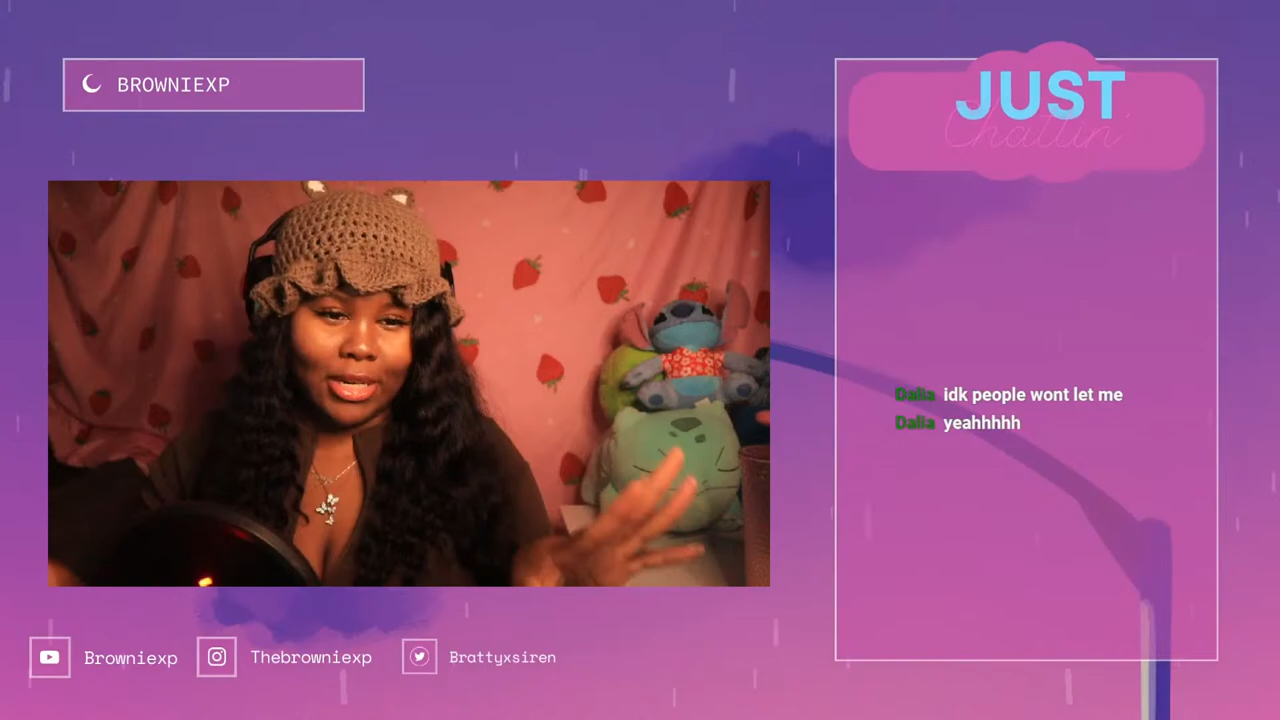 BROWNIEXP
JUST
Chattin'
Dalia idk people wont let me
Dalia yeahhhhh
Browniexp
Thebrowniexp
Brattyxsiren